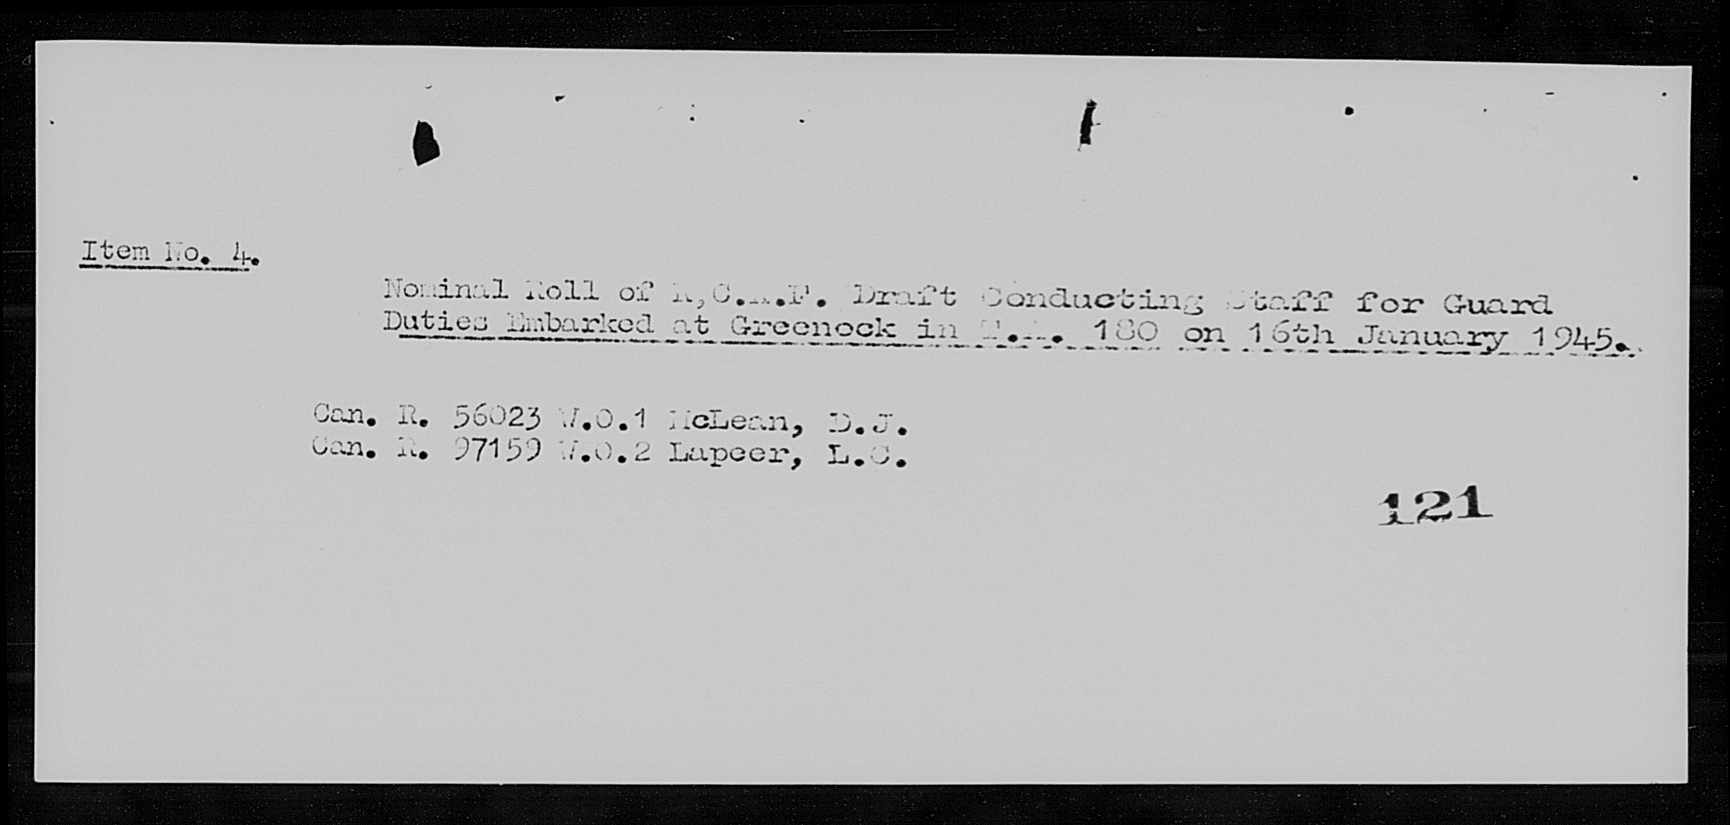 Item No. 4.
Nominal Roll of R,C.A.F. Draft Conducting Staff for Guard
Duties Embarked at Greenock in 180 on 16th January 1945.
Can. R. 56023 W.O.1 McLean, D.J.
Can. R. 97159 W.O.2 Lapeer, L.C.
121